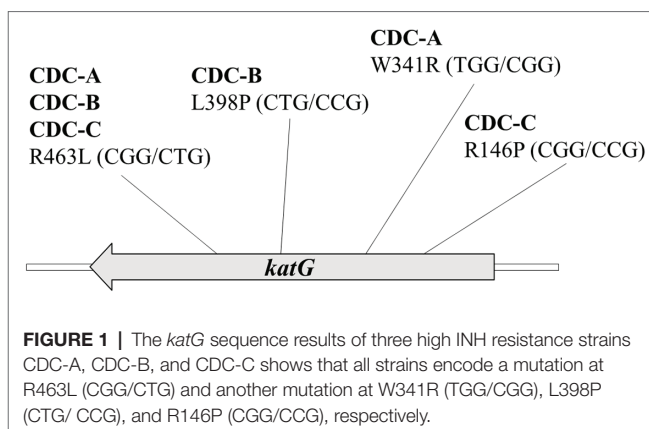 CDC-A
CDC-B
CDC-C
R463L (CGG/CTG)
CDC-B
L398P (CTG/CCG)
CDC-A
W341R (TGG/CGG)
CDC-C
R146P (CGG/CCG)
katG
FIGURE 1 | The katG sequence results of three high INH resistance strains
CDC-A, CDC-B, and CDC-C shows that all strains encode a mutation at
R463L (CGG/CTG) and another mutation at W341R (TGG/CGG), L398P
(CTG/ CCG), and R146P (CGG/CCG), respectively.